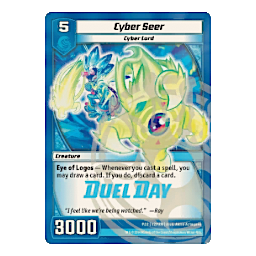 5
Cyber Seer
Cyber Lord
Creature
Eye of Logos — Whenever you cast a spell, you
may draw a card. If you do, discard a card.
DUEL DAY
"I feel like we're being watched." —Ray
3000